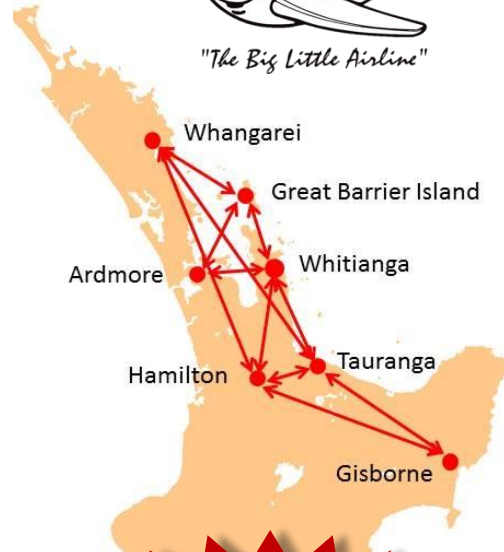 "The Big Little Airline"
Whangarei
Great Barrier Island
Whitianga
Ardmore
Tauranga
Hamilton
Gisborne